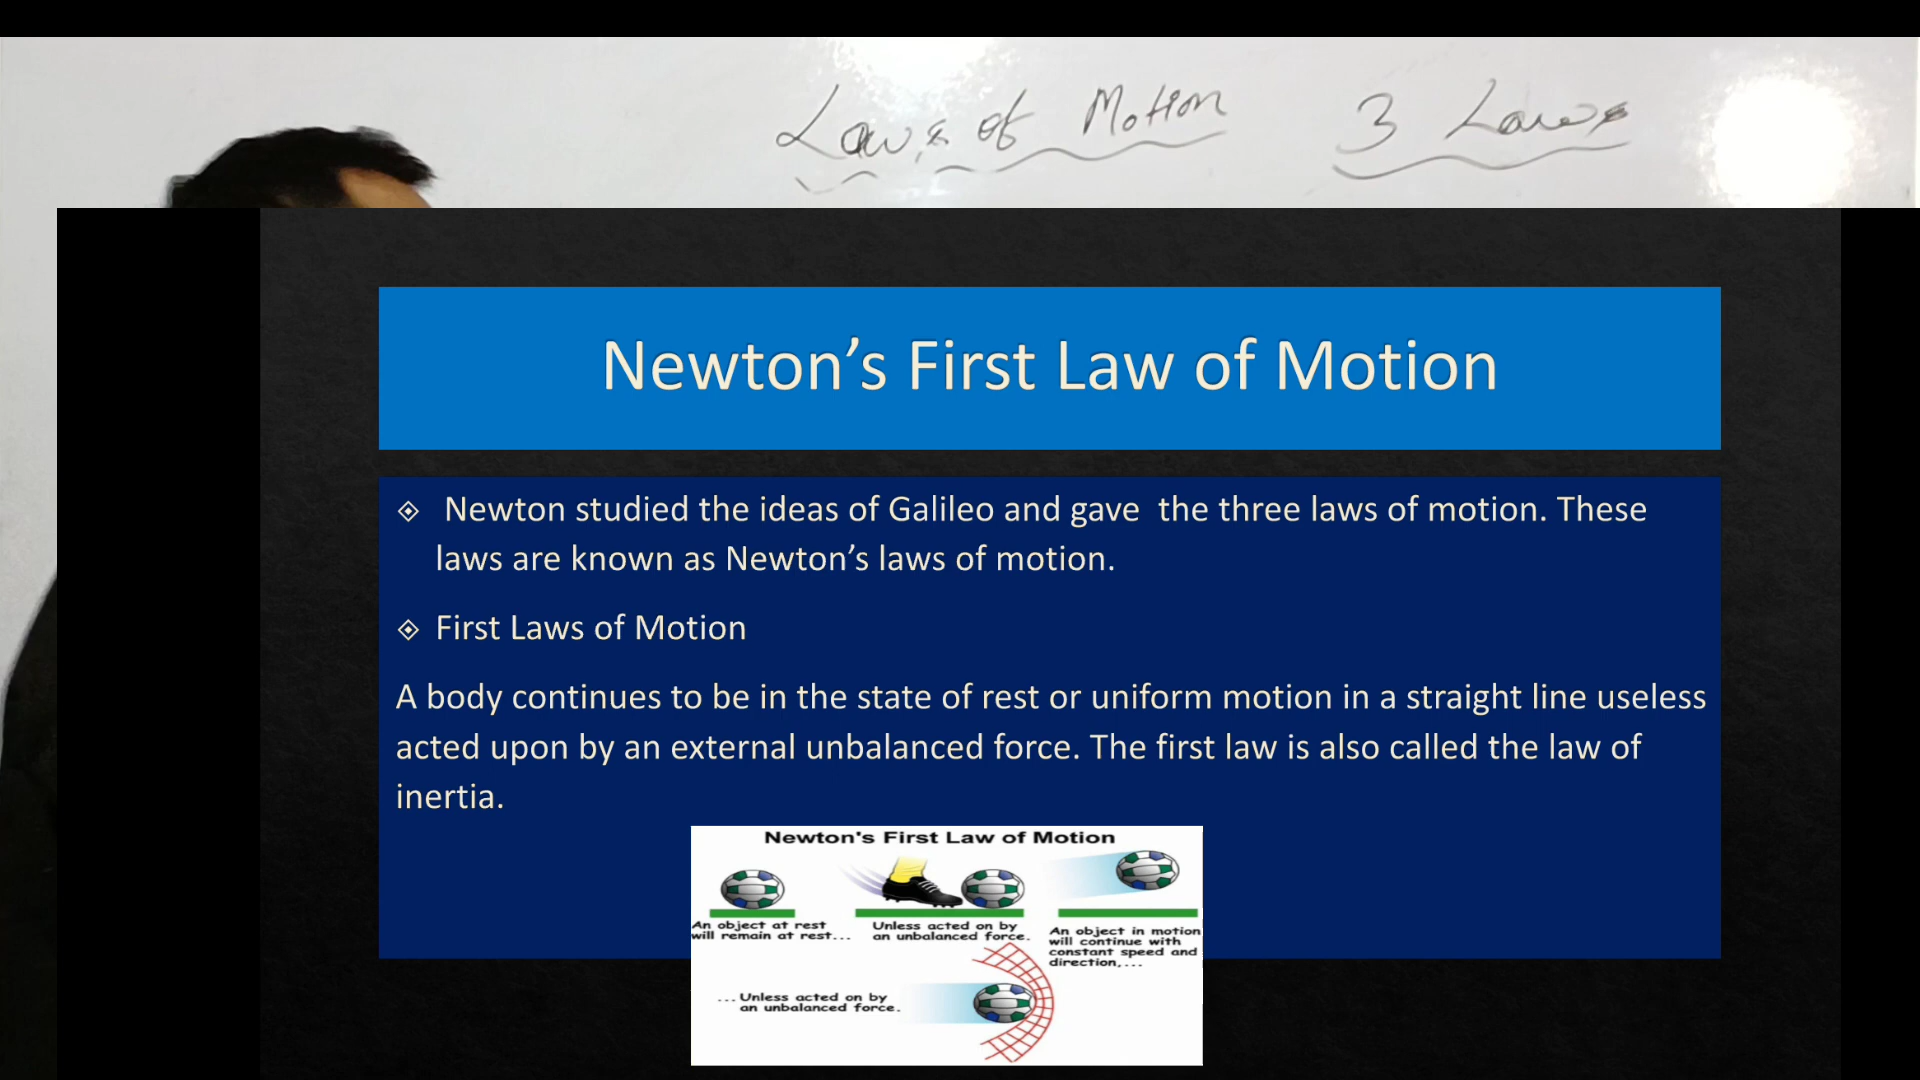 Laws of Motion 3 Laws
Newton’s First Law of Motion
Newton studied the ideas of Galileo and gave the three laws of motion. These
laws are known as Newton’s laws of motion.
First Laws of Motion
A body continues to be in the state of rest or uniform motion in a straight line useless
acted upon by an external unbalanced force. The first law is also called the law of
inertia.
Newton's First Law of Motion
An object at rest
will remain at rest...
Unless acted on by
an unbalanced force.
An object in motion
will continue with
constant speed and
direction,...
...Unless acted on by
an unbalanced force.